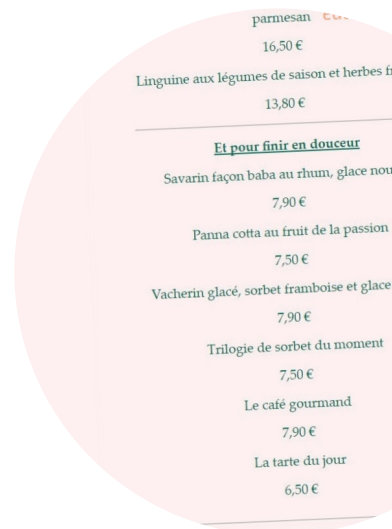 parmesan
16,50 €
Linguine aux légumes de saison et herbes
13,80 €
Et pour finir en douceur
Savarin façon baba au rhum, glace
7,90 €
Panna cotta au fruit de la passion
7,50 €
Vacherin glacé, sorbet framboise et glace
7,90 €
Trilogie de sorbet du moment
7,50 €
Le café gourmand
7,90 €
La tarte du jour
6,50 €